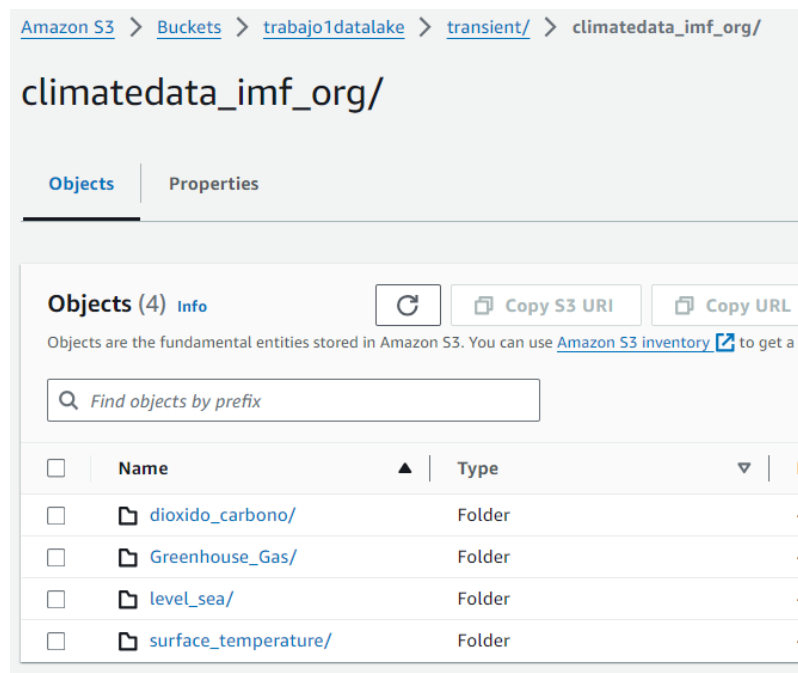 Amazon S3 > Buckets > trabajo1datalake > transient/ > climatedata_imf_org/
climatedata_imf_org/
Objects Properties
Objects (4) Info Copy S3 URI Copy URL
Objects are the fundamental entities stored in Amazon S3. You can use Amazon S3 inventory to get a
Find objects by prefix
Name Type
dioxido_carbono/ Folder
Greenhouse_Gas/ Folder
level_sea/ Folder
surface_temperature/ Folder